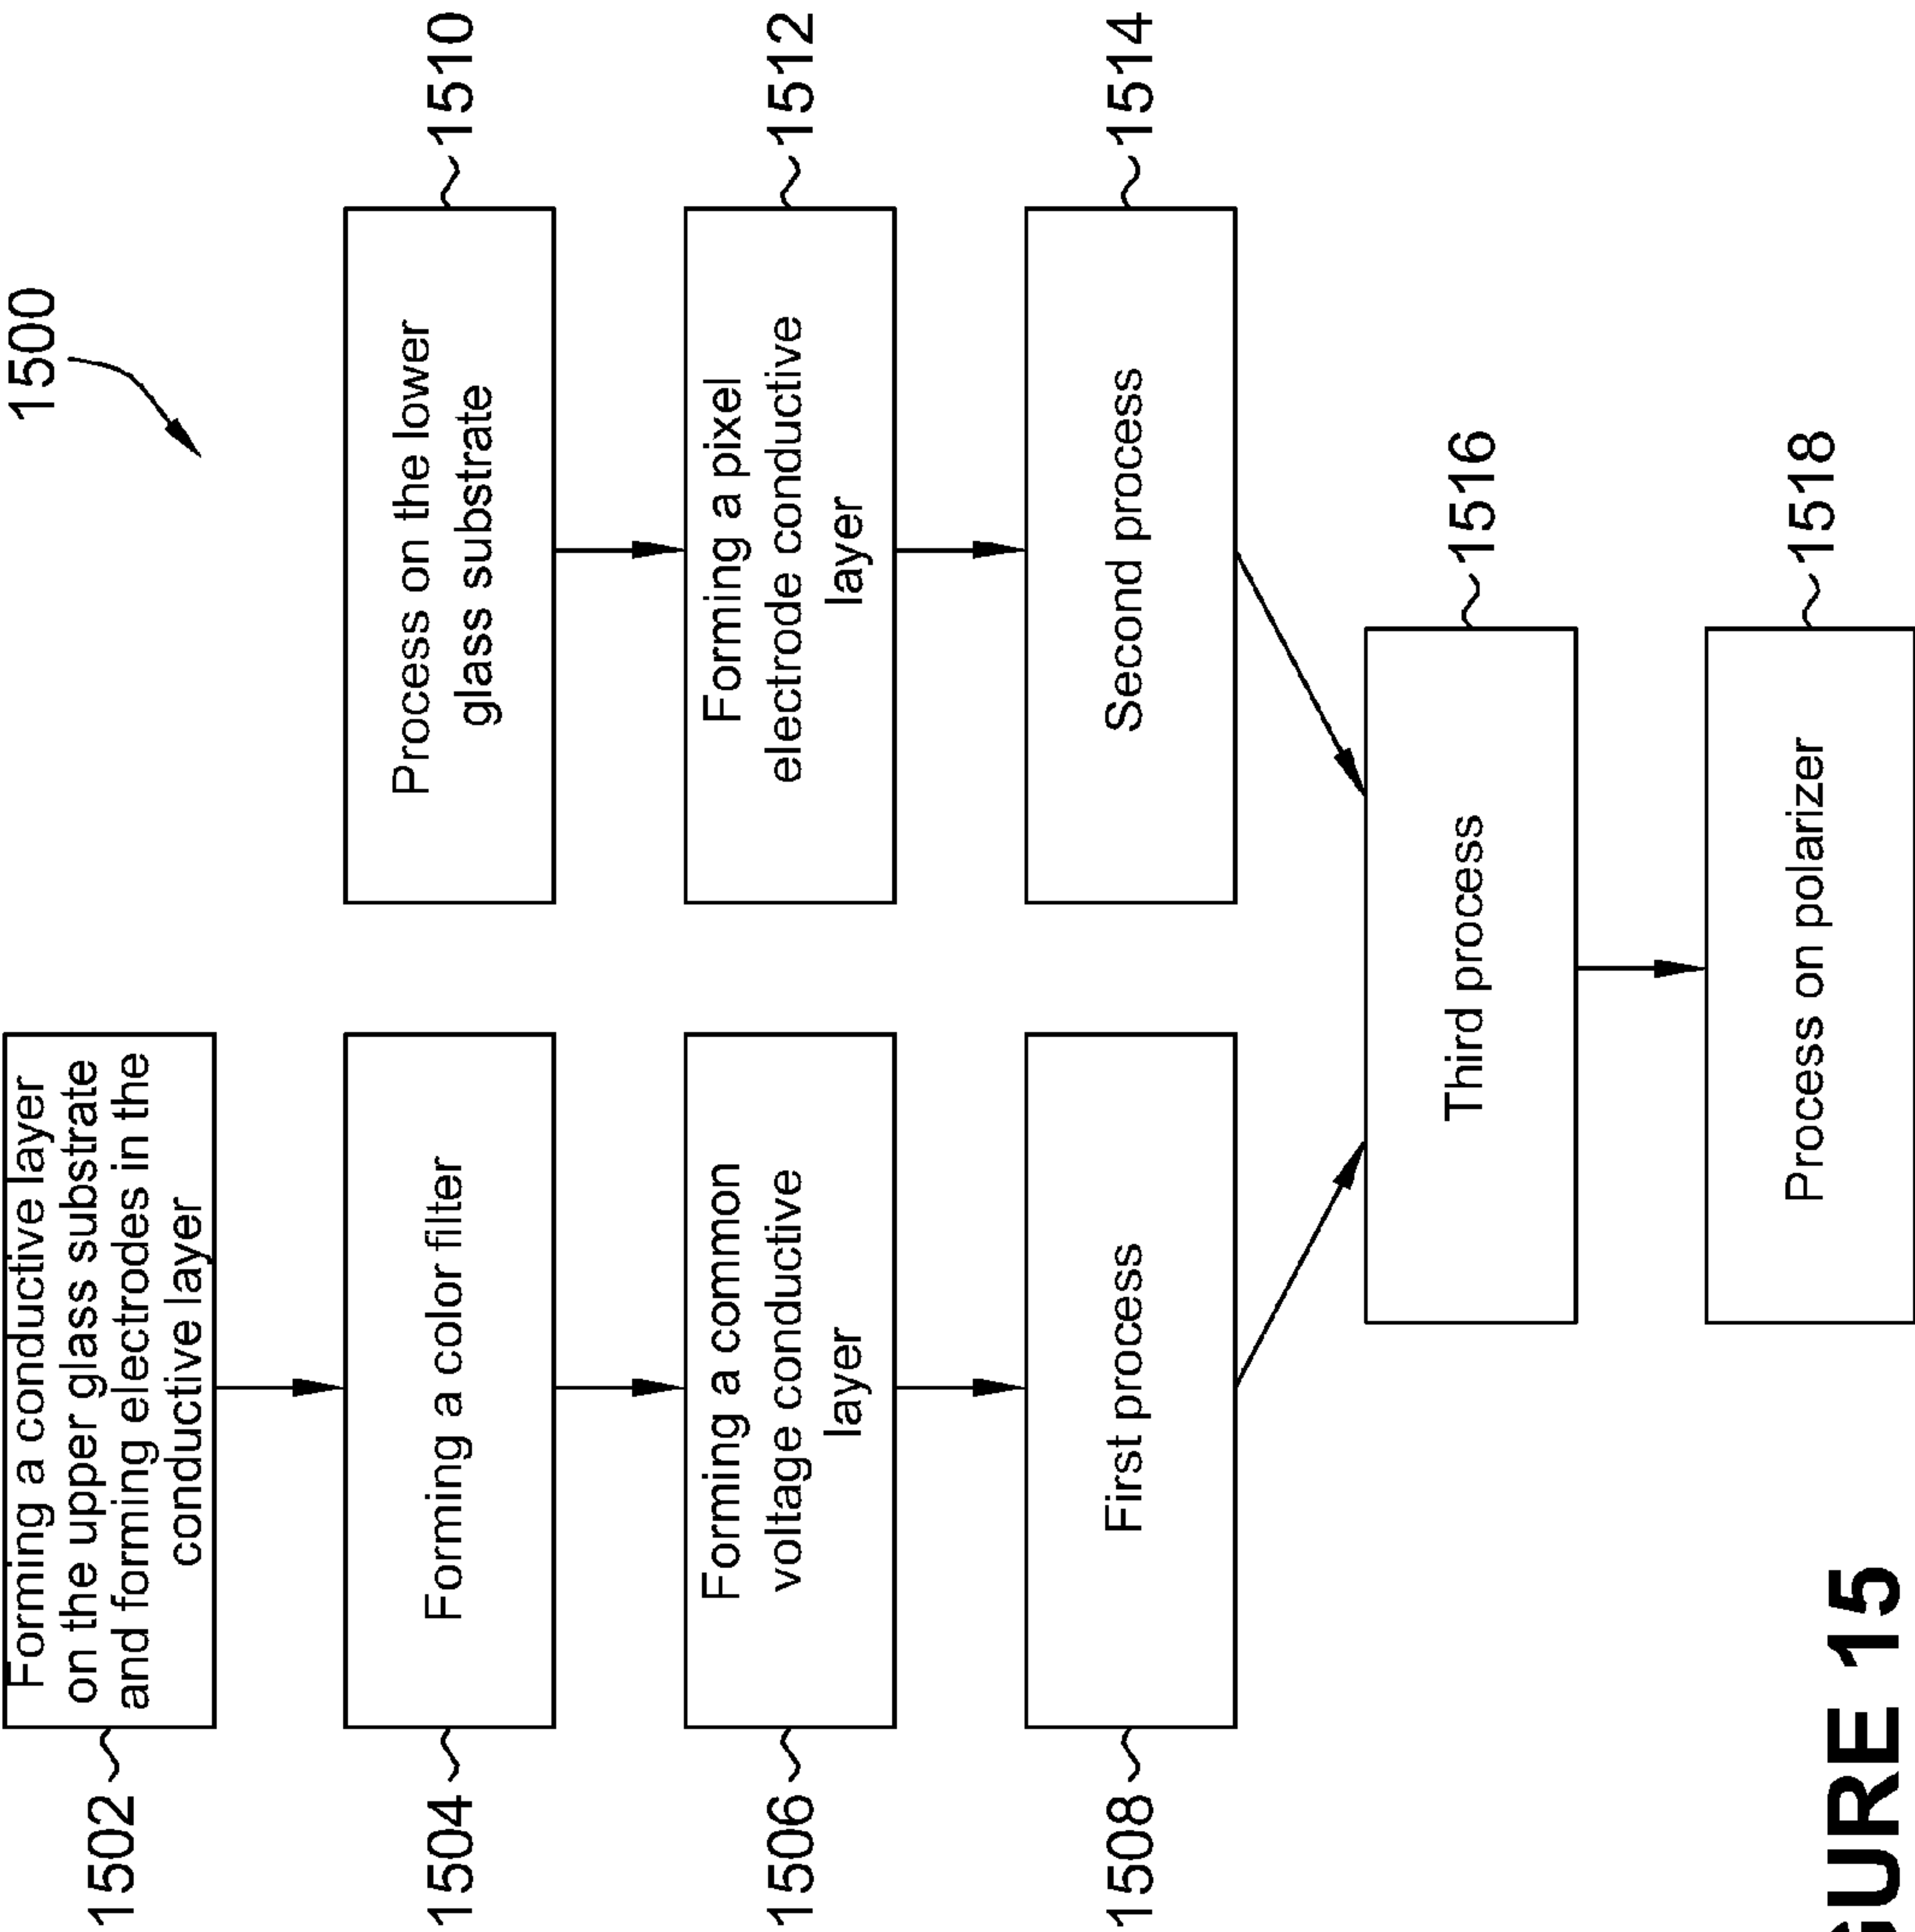 1500
1502
Forming a conductive layer
on the upper glass substrate
and forming electrodes in the
conductive layer
1504
Forming a color filter
Process on the lower
glass substrate
1510
1506
Forming a common
voltage conductive
layer
Forming a pixel
electrode conductive
layer
1512
1508
First process
Second process
1514
Third process
1516
Process on polarizer
1518
GURE 15